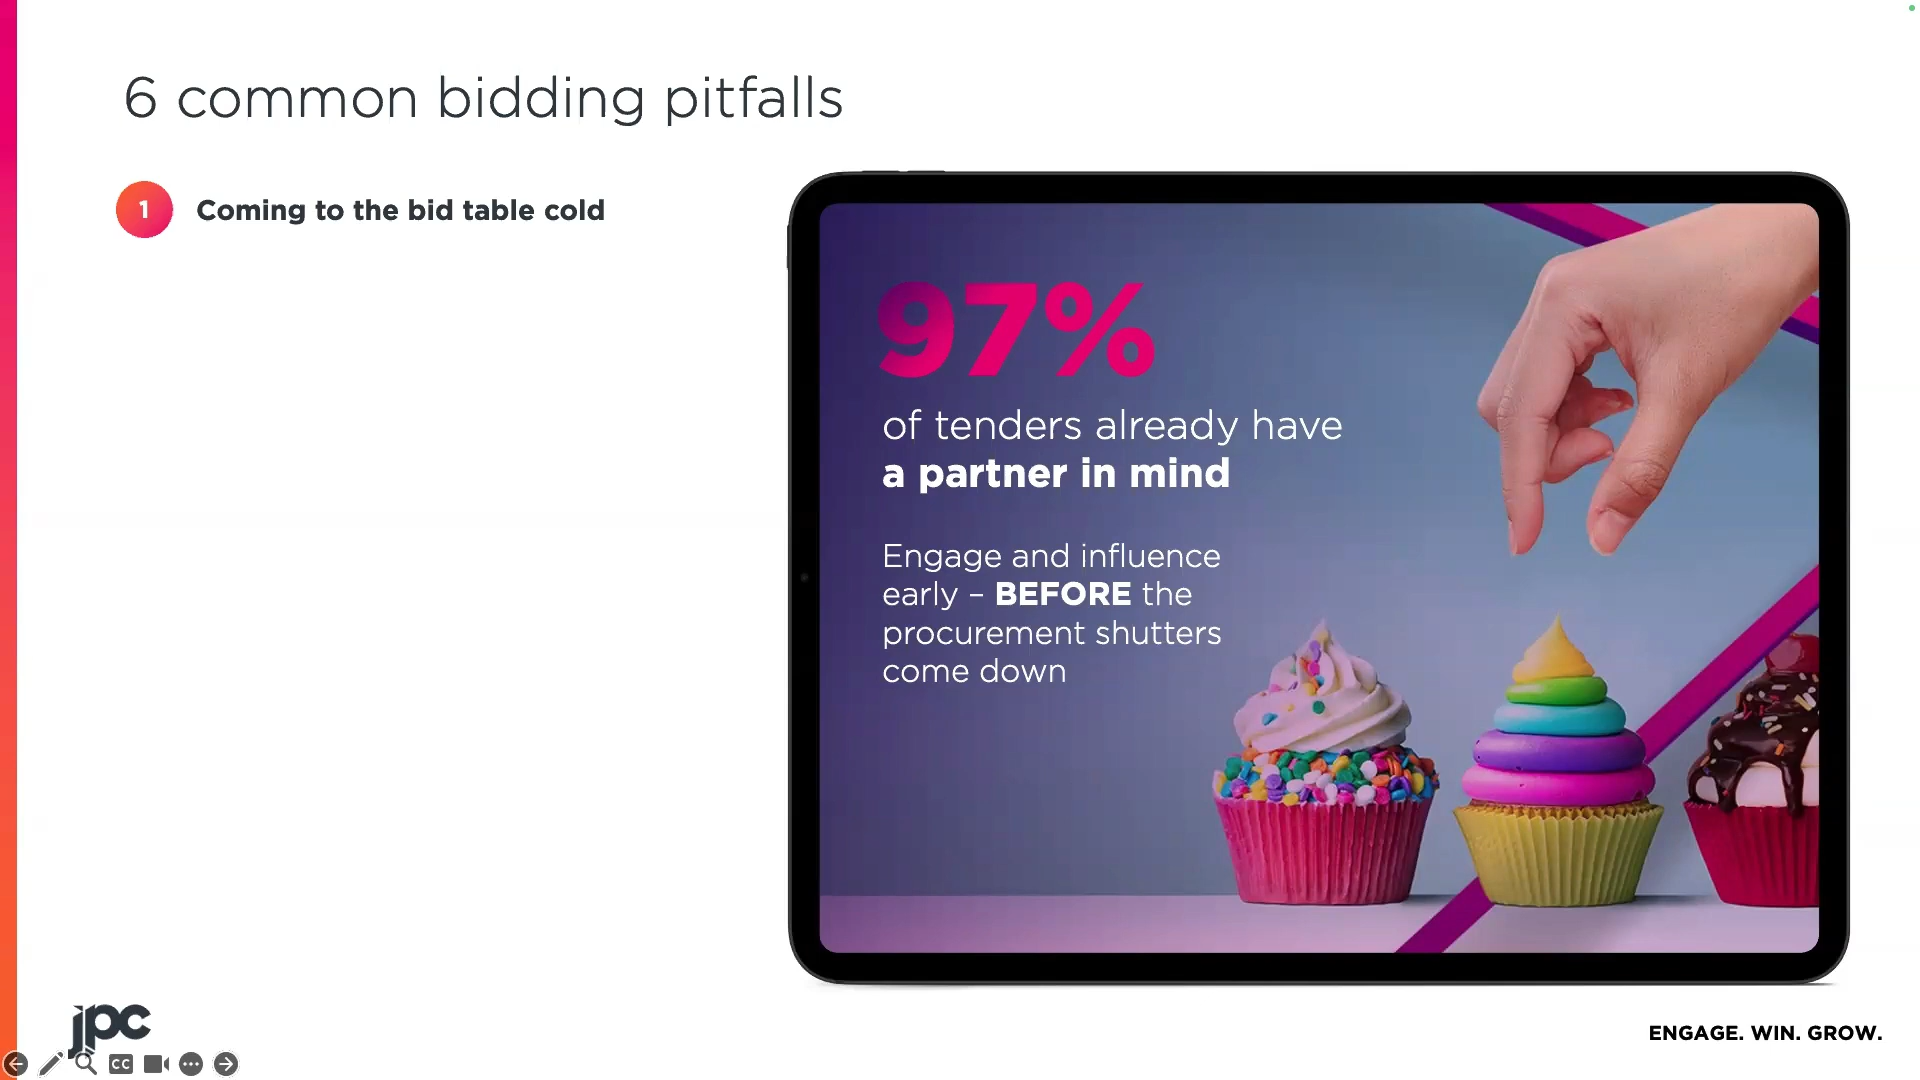 6 common bidding pitfalls
1 Coming to the bid table cold
97%
of tenders already have
a partner in mind
Engage and influence
early – BEFORE the
procurement shutters
come down
jpc
CC
ENGAGE. WIN. GROW.